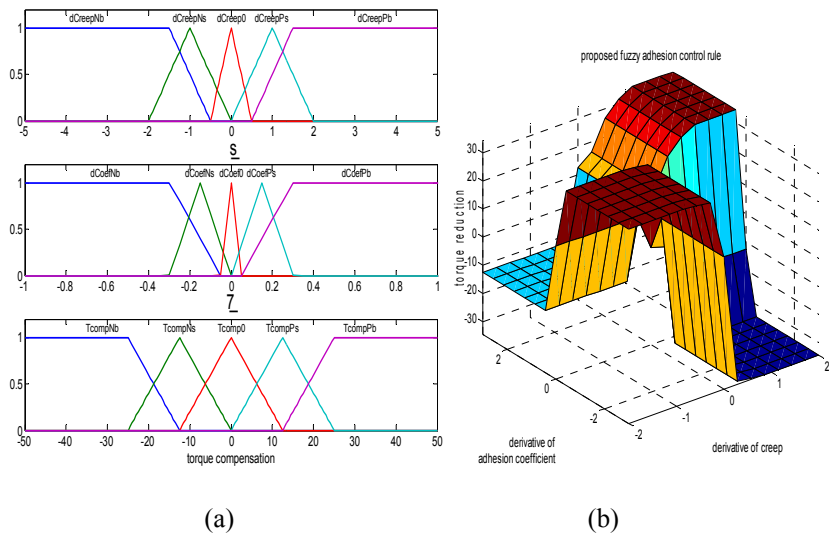 dCreepNb dCreepNs dCreep0 dCreepPs dCreepPb
1
0.5
0
-5 -4 -3 -2 -1 0 1 2 3 4 5
s
dCoefNb dCoefNs dCoef0 dCoefPs dCoefPb
1
0.5
0
-1 -0.8 -0.6 -0.4 -0.2 0 0.2 0.4 0.6 0.8 1
7
TcompNb TcompNs Tcomp0 TcompPs TcompPb
1
0.5
0
-50 -40 -30 -20 -10 0 10 20 30 40 50
torque compensation
(a)
proposed fuzzy adhesion control rule
30
20
10
0
-10
-20
-30
torque reduction
2
0
-2
derivative of
adhesion coefficient
-2
-1
0
1
2
derivative of creep
(b)